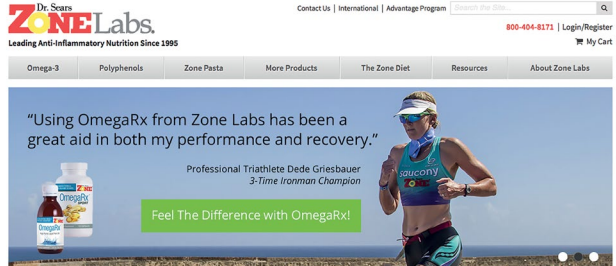 Dr. Sears
ZONE Labs.
Leading Anti-Inflammatory Nutrition Since 1995
Contact Us | International | Advantage Program
Search the Site...
800-404-8171 | Login/Register
My Cart
Omega-3 Polyphenols Zone Pasta More Products The Zone Diet Resources About Zone Labs
“Using OmegaRx from Zone Labs has been a
great aid in both my performance and recovery.”
Professional Triathlete Dede Griesbauer
3-Time Ironman Champion
Feel The Difference with OmegaRx!
saucony
ZONE
ZONE
OmegaRx
OmegaRx